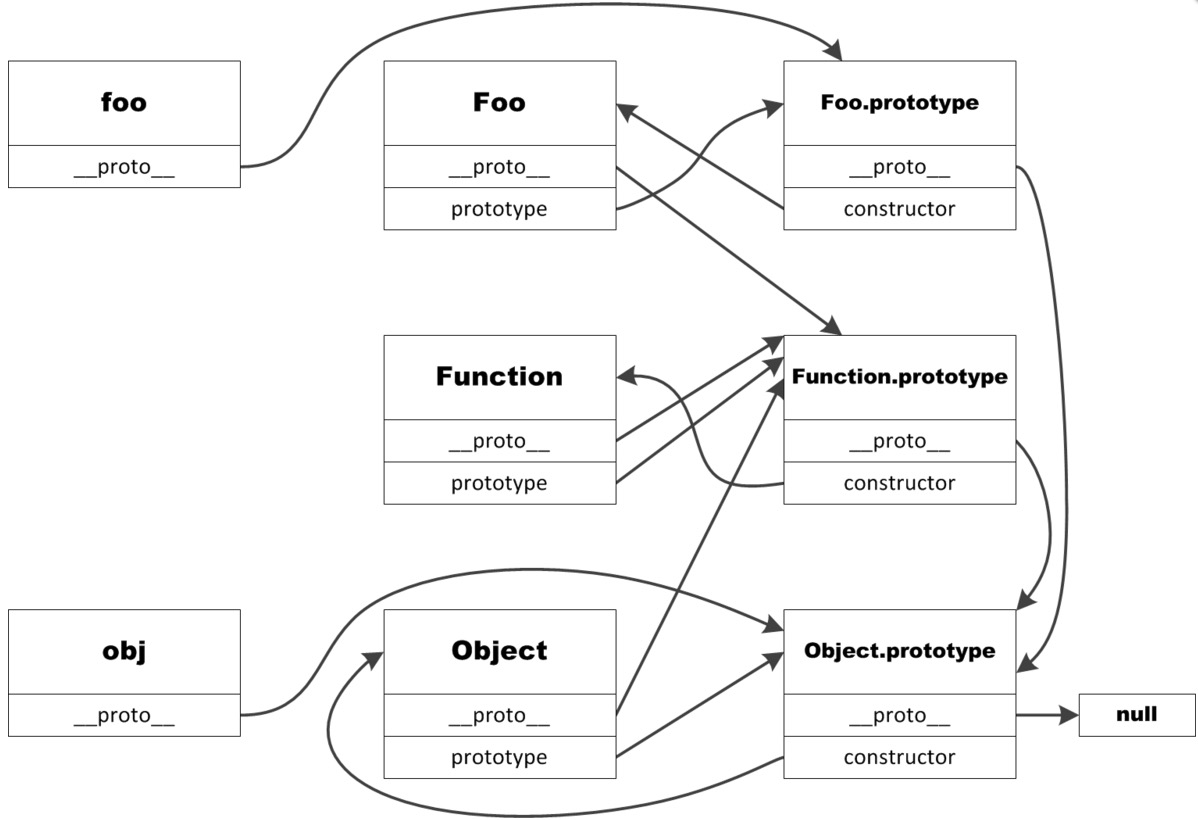 foo
__proto__
Foo
__proto__
prototype
Foo.prototype
__proto__
constructor
Function
__proto__
prototype
Function.prototype
__proto__
constructor
obj
__proto__
Object
__proto__
prototype
Object.prototype
__proto__
constructor
null